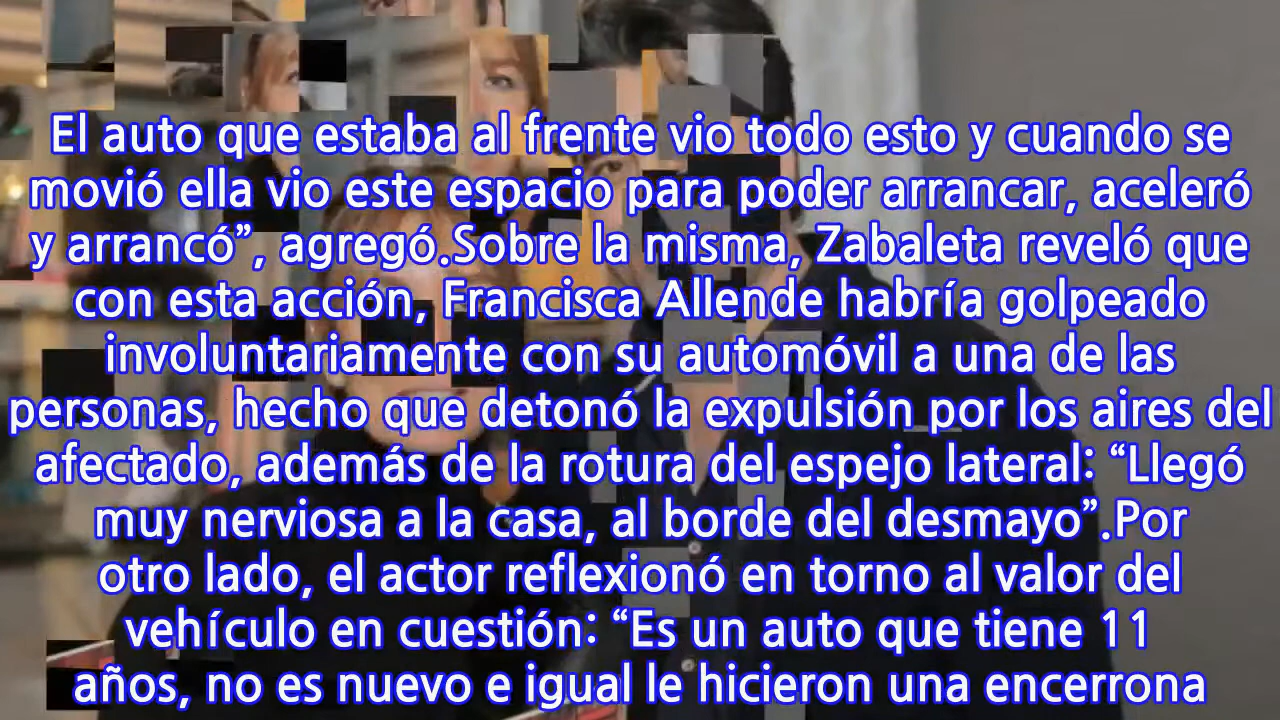 El auto que estaba al frente vio todo esto y cuando se
movió ella vio este espacio para poder arrancar, aceleró
y arrancó”, agregó.Sobre la misma, Zabaleta reveló que
con esta acción, Francisca Allende habría golpeado
involuntariamente con su automóvil a una de las
personas, hecho que detonó la expulsión por los aires del
afectado, además de la rotura del espejo lateral: “Llegó
muy nerviosa a la casa, al borde del desmayo”.Por
otro lado, el actor reflexionó en torno al valor del
vehículo en cuestión: “Es un auto que tiene 11
años, no es nuevo e igual le hicieron una encerrona